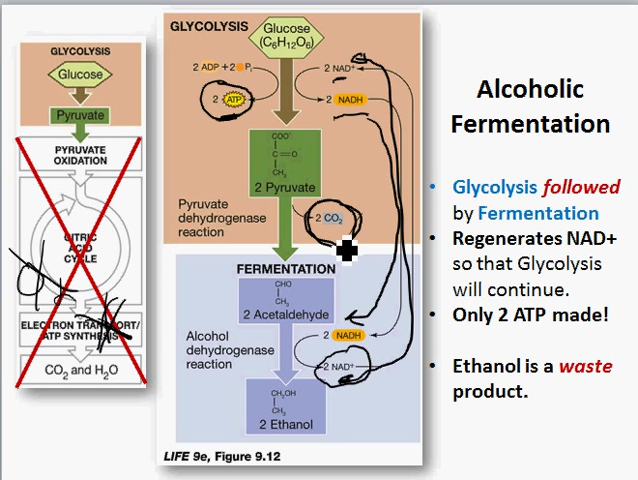 GLYCOLYSIS
Glucose
Pyruvate
PYRUVATE
OXIDATION
CITRIC
ACID
CYCLE
ELECTRON TRANSPORT/
ATP SYNTHESIS
CO2 and H2O
GLYCOLYSIS
Glucose
(C6H12O6)
2 ADP + 2 Pi
2 NAD+
2 ATP
2 NADH
COO-
C=O
CH3
2 Pyruvate
Pyruvate
dehydrogenase
reaction
2 CO2
FERMENTATION
CHO
CH3
2 Acetaldehyde
Alcohol
dehydrogenase
reaction
2 NADH
2 NAD+
CH2OH
CH3
2 Ethanol
LIFE 9e, Figure 9.12
Alcoholic
Fermentation
• Glycolysis followed
by Fermentation
• Regenerates NAD+
so that Glycolysis
will continue.
• Only 2 ATP made!
• Ethanol is a waste
product.